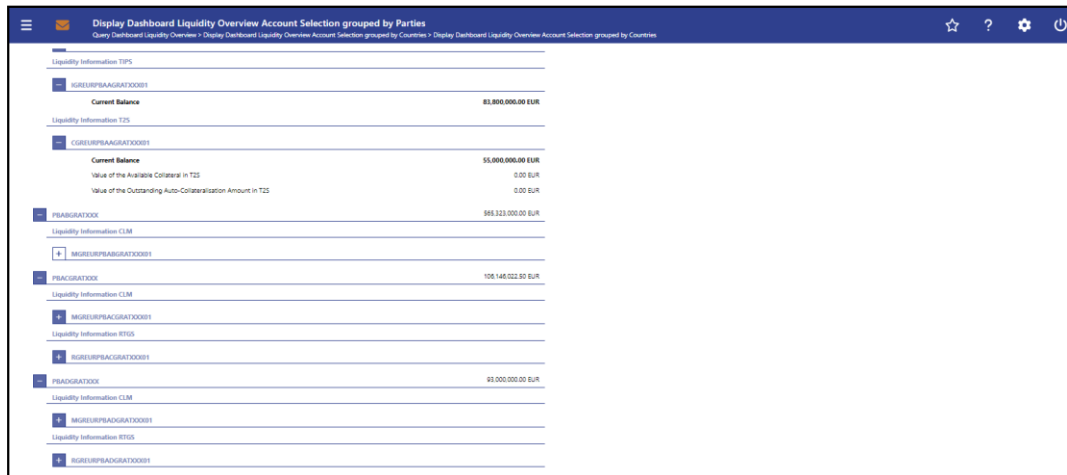 Display Dashboard Liquidity Overview Account Selection grouped by Parties
Query Dashboard Liquidity Overview > Display Dashboard Liquidity Overview Account Selection grouped by Countries > Display Dashboard Liquidity Overview Account Selection grouped by Countries
Liquidity Information TIPS
IGREURPBAAGRATXXX01
Current Balance 83,800,000.00 EUR
Liquidity Information T2S
CGREURPBAAGRATXXX01
Current Balance 55,000,000.00 EUR
Value of the Available Collateral in T2S 0.00 EUR
Value of the Outstanding Auto-Collateralisation Amount in T2S 0.00 EUR
PBABGRATXXX 565,323,000.00 EUR
Liquidity Information CLM
MGREURPBABGRATXXX01
PBACGRATXXX 106,146,022.50 EUR
Liquidity Information CLM
MGREURPBACGRATXXX01
Liquidity Information RTGS
RGREURPBACGRATXXX01
PBADGRATXXX 93,000,000.00 EUR
Liquidity Information CLM
MGREURPBADGRATXXX01
Liquidity Information RTGS
RGREURPBADGRATXXX01